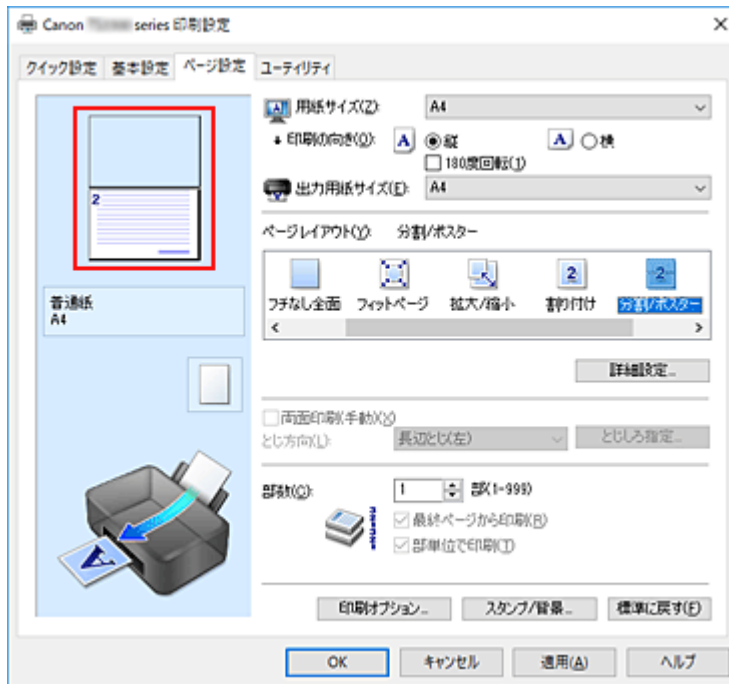 Canon series 印刷設定
クイック設定 基本設定 ページ設定 ユーティリティ
用紙サイズ(Z): A4
印刷の向き(O): A 縦 A 横
180度回転(1)
出力用紙サイズ(E): A4
2
ページレイアウト(Y): 分割/ポスター
2 2
フチなし全面 フィットページ 拡大/縮小 割り付け 分割/ポスター
普通紙
A4
詳細設定...
両面印刷(手動)(X)
とじ方向(L): 長辺とじ(左) とじしろ指定...
部数(C): 1 部(1-999)
最終ページから印刷(R)
部単位で印刷(T)
A
印刷オプション... スタンプ/背景... 標準に戻す(F)
OK キャンセル 適用(A) ヘルプ